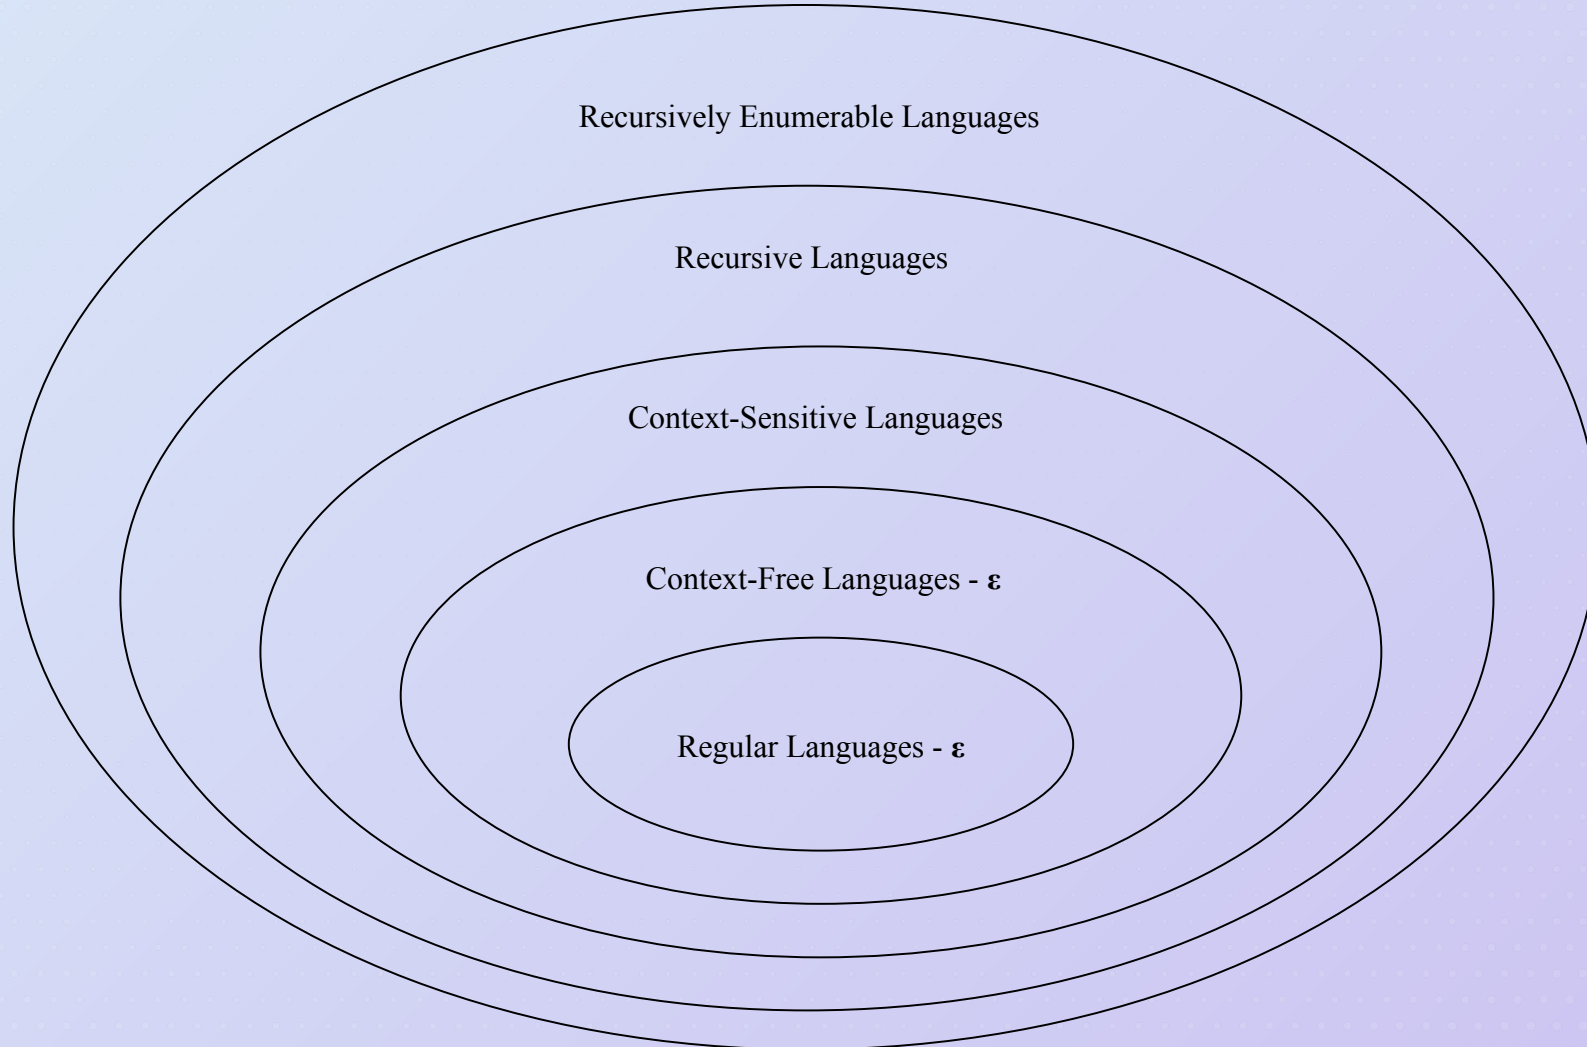 Recursively Enumerable Languages
Recursive Languages
Context-Sensitive Languages
Context-Free Languages - ε
Regular Languages - ε